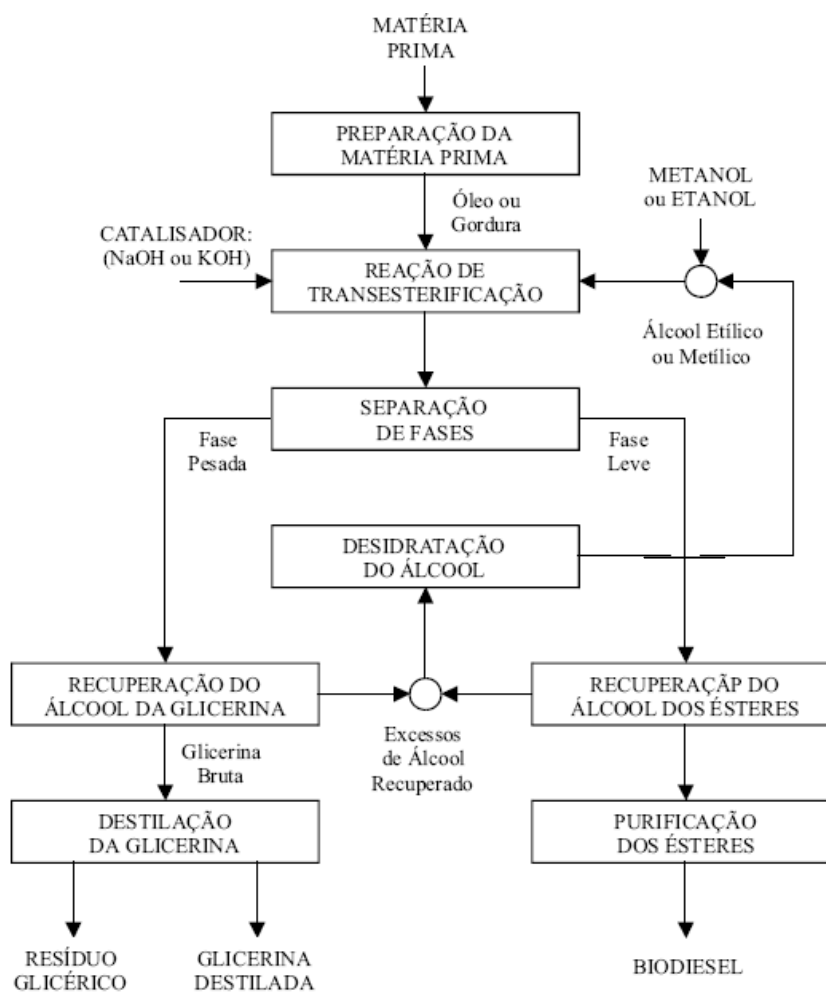 MATÉRIA
PRIMA
PREPARAÇÃO DA
MATÉRIA PRIMA
METANOL
ou ETANOL
Óleo ou
Gordura
CATALISADOR:
(NaOH ou KOH)
REAÇÃO DE
TRANSESTERIFICAÇÃO
Álcool Etílico
ou Metílico
SEPARAÇÃO
DE FASES
Fase
Pesada
Fase
Leve
DESIDRATAÇÃO
DO ÁLCOOL
RECUPERAÇÃO DO
ÁLCOOL DA GLICERINA
RECUPERAÇÃP DO
ÁLCOOL DOS ÉSTERES
Glicerina
Bruta
Excessos
de Álcool
Recuperado
DESTILAÇÃO
DA GLICERINA
PURIFICAÇÃO
DOS ÉSTERES
RESÍDUO
GLICÉRICO
GLICERINA
DESTILADA
BIODIESEL